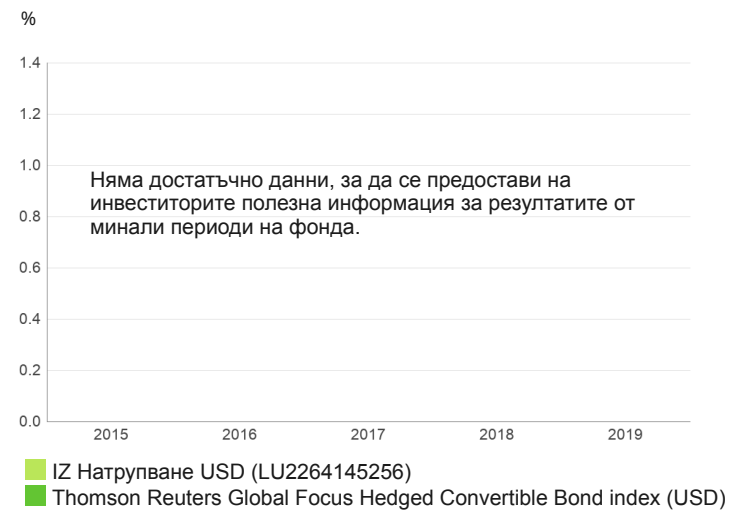 %
1.4
1.2
1.0
0.8
0.6
0.4
0.2
0.0
Няма достатъчно данни, за да се предостави на
инвеститорите полезна информация за резултатите от
минали периоди на фонда.
2015 2016 2017 2018 2019
IZ Натрупване USD (LU2264145256)
Thomson Reuters Global Focus Hedged Convertible Bond index (USD)